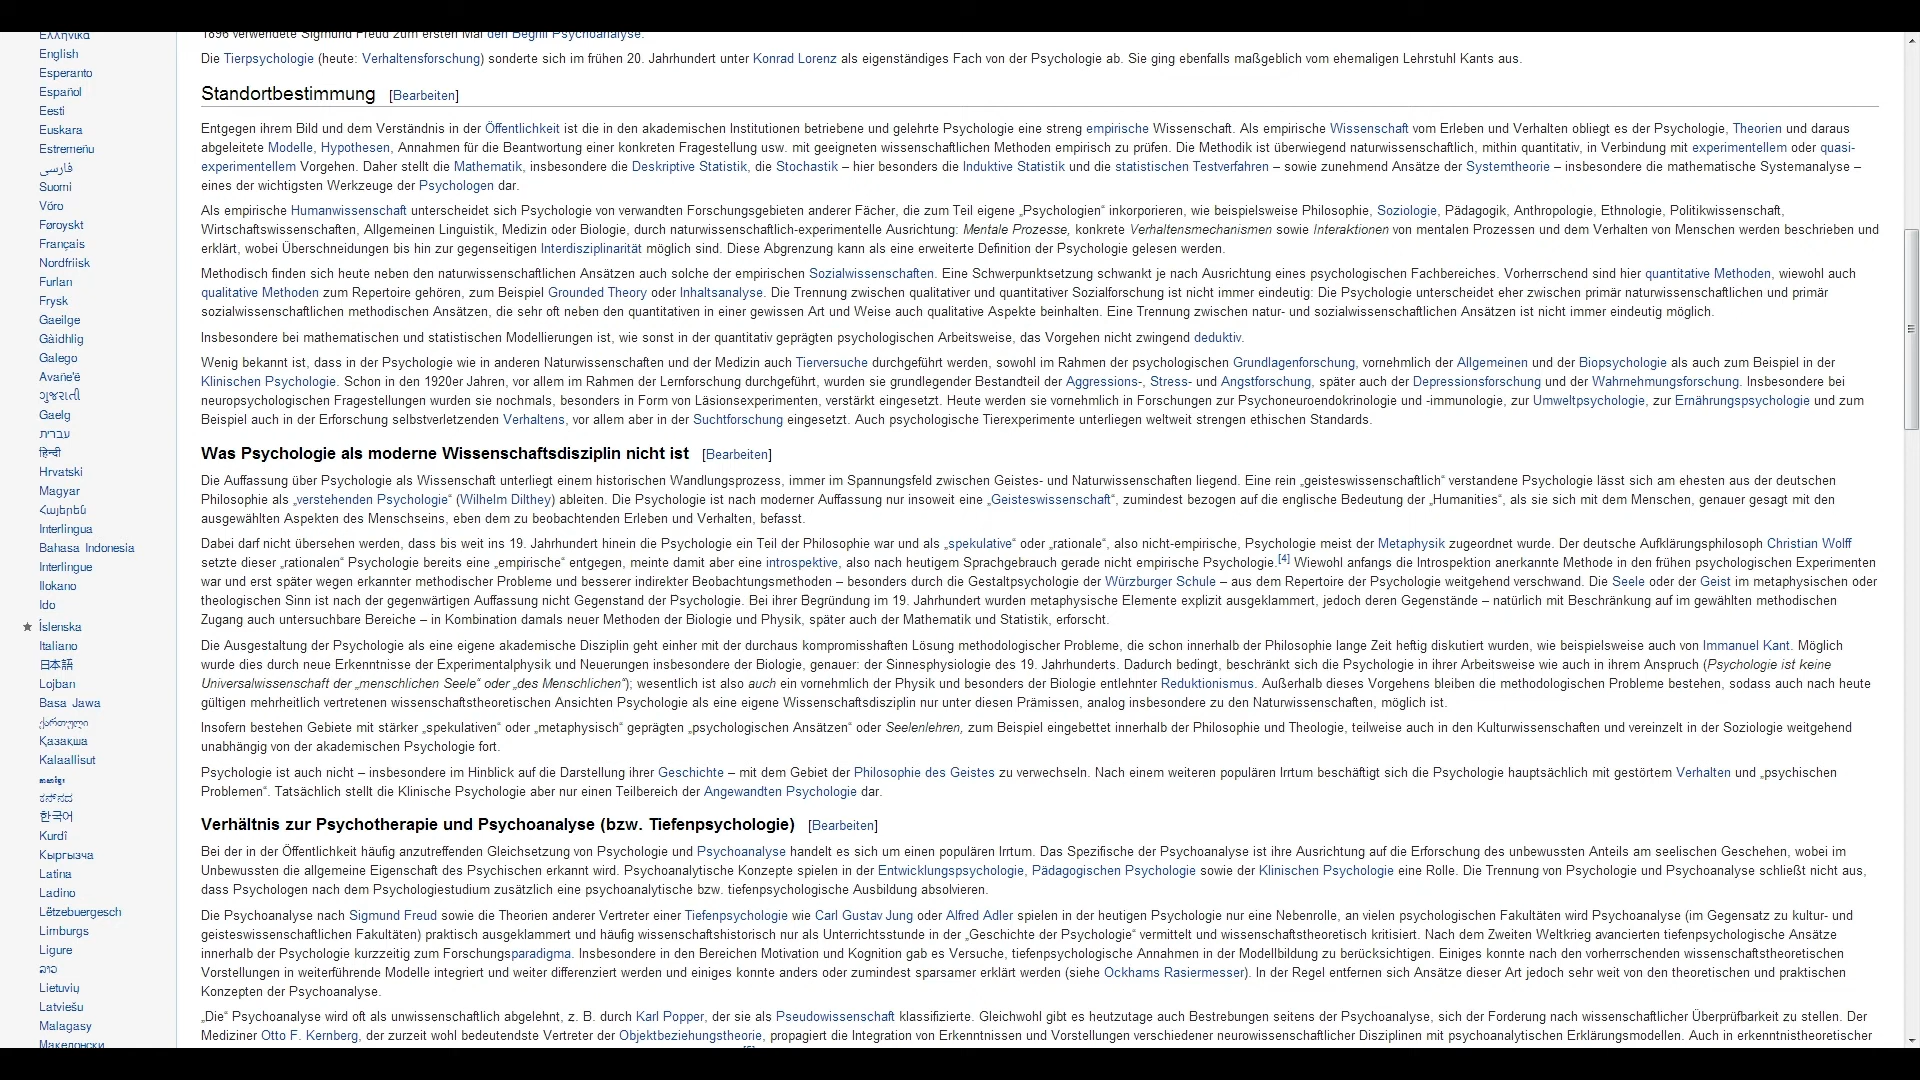 Ελληνικά
English
Esperanto
Español
Eesti
Euskara
Estremeñu
فارسی
Suomi
Võro
Føroyskt
Français
Nordfriisk
Furlan
Frysk
Gaeilge
Gàidhlig
Galego
Avañe'ẽ
ગુજરાતી
Gaelg
עברית
हिन्दी
Hrvatski
Magyar
Հայերեն
Interlingua
Bahasa Indonesia
Interlingue
Ilokano
Ido
Íslenska
Italiano
日本語
Lojban
Basa Jawa
ქართული
Қазақша
Kalaallisut
ಕನ್ನಡ
한국어
Kurdî
Кыргызча
Latina
Ladino
Lëtzebuergesch
Limburgs
Ligure
ລາວ
Lietuvių
Latviešu
Malagasy
Македонски
1896 verwendete Sigmund Freud zum ersten Mal den Begriff Psychoanalyse.
Die Tierpsychologie (heute: Verhaltensforschung) sonderte sich im frühen 20. Jahrhundert unter Konrad Lorenz als eigenständiges Fach von der Psychologie ab. Sie ging ebenfalls maßgeblich vom ehemaligen Lehrstuhl Kants aus.
Standortbestimmung [Bearbeiten]
Entgegen ihrem Bild und dem Verständnis in der Öffentlichkeit ist die in den akademischen Institutionen betriebene und gelehrte Psychologie eine streng empirische Wissenschaft. Als empirische Wissenschaft vom Erleben und Verhalten obliegt es der Psychologie, Theorien und daraus
abgeleitete Modelle, Hypothesen, Annahmen für die Beantwortung einer konkreten Fragestellung usw. mit geeigneten wissenschaftlichen Methoden empirisch zu prüfen. Die Methodik ist überwiegend naturwissenschaftlich, mithin quantitativ, in Verbindung mit experimentellem oder quasi-
experimentellem Vorgehen. Daher stellt die Mathematik, insbesondere die Deskriptive Statistik, die Stochastik – hier besonders die Induktive Statistik und die statistischen Testverfahren – sowie zunehmend Ansätze der Systemtheorie – insbesondere die mathematische Systemanalyse –
eines der wichtigsten Werkzeuge der Psychologen dar.
Als empirische Humanwissenschaft unterscheidet sich Psychologie von verwandten Forschungsgebieten anderer Fächer, die zum Teil eigene „Psychologien“ inkorporieren, wie beispielsweise Philosophie, Soziologie, Pädagogik, Anthropologie, Ethnologie, Politikwissenschaft,
Wirtschaftswissenschaften, Allgemeinen Linguistik, Medizin oder Biologie, durch naturwissenschaftlich-experimentelle Ausrichtung: Mentale Prozesse, konkrete Verhaltensmechanismen sowie Interaktionen von mentalen Prozessen und dem Verhalten von Menschen werden beschrieben und
erklärt, wobei Überschneidungen bis hin zur gegenseitigen Interdisziplinarität möglich sind. Diese Abgrenzung kann als eine erweiterte Definition der Psychologie gelesen werden.
Methodisch finden sich heute neben den naturwissenschaftlichen Ansätzen auch solche der empirischen Sozialwissenschaften. Eine Schwerpunktsetzung schwankt je nach Ausrichtung eines psychologischen Fachbereiches. Vorherrschend sind hier quantitative Methoden, wiewohl auch
qualitative Methoden zum Repertoire gehören, zum Beispiel Grounded Theory oder Inhaltsanalyse. Die Trennung zwischen qualitativer und quantitativer Sozialforschung ist nicht immer eindeutig: Die Psychologie unterscheidet eher zwischen primär naturwissenschaftlichen und primär
sozialwissenschaftlichen methodischen Ansätzen, die sehr oft neben den quantitativen in einer gewissen Art und Weise auch qualitative Aspekte beinhalten. Eine Trennung zwischen natur- und sozialwissenschaftlichen Ansätzen ist nicht immer eindeutig möglich.
Insbesondere bei mathematischen und statistischen Modellierungen ist, wie sonst in der quantitativ geprägten psychologischen Arbeitsweise, das Vorgehen nicht zwingend deduktiv.
Wenig bekannt ist, dass in der Psychologie wie in anderen Naturwissenschaften und der Medizin auch Tierversuche durchgeführt werden, sowohl im Rahmen der psychologischen Grundlagenforschung, vornehmlich der Allgemeinen und der Biopsychologie als auch zum Beispiel in der
Klinischen Psychologie. Schon in den 1920er Jahren, vor allem im Rahmen der Lernforschung durchgeführt, wurden sie grundlegender Bestandteil der Aggressions-, Stress- und Angstforschung, später auch der Depressionsforschung und der Wahrnehmungsforschung. Insbesondere bei
neuropsychologischen Fragestellungen wurden sie nochmals, besonders in Form von Läsionsexperimenten, verstärkt eingesetzt. Heute werden sie vornehmlich in Forschungen zur Psychoneuroendokrinologie und -immunologie, zur Umweltpsychologie, zur Ernährungspsychologie und zum
Beispiel auch in der Erforschung selbstverletzenden Verhaltens, vor allem aber in der Suchtforschung eingesetzt. Auch psychologische Tierexperimente unterliegen weltweit strengen ethischen Standards.
Was Psychologie als moderne Wissenschaftsdisziplin nicht ist [Bearbeiten]
Die Auffassung über Psychologie als Wissenschaft unterliegt einem historischen Wandlungsprozess, immer im Spannungsfeld zwischen Geistes- und Naturwissenschaften liegend. Eine rein „geisteswissenschaftlich“ verstandene Psychologie lässt sich am ehesten aus der deutschen
Philosophie als „verstehenden Psychologie“ (Wilhelm Dilthey) ableiten. Die Psychologie ist nach moderner Auffassung nur insoweit eine „Geisteswissenschaft“, zumindest bezogen auf die englische Bedeutung der „Humanities“, als sie sich mit dem Menschen, genauer gesagt mit den
ausgewählten Aspekten des Menschseins, eben dem zu beobachtenden Erleben und Verhalten, befasst.
Dabei darf nicht übersehen werden, dass bis weit ins 19. Jahrhundert hinein die Psychologie ein Teil der Philosophie war und als „spekulative“ oder „rationale“, also nicht-empirische, Psychologie meist der Metaphysik zugeordnet wurde. Der deutsche Aufklärungsphilosoph Christian Wolff
setzte dieser „rationalen“ Psychologie bereits eine „empirische“ entgegen, meinte damit aber eine introspektive, also nach heutigem Sprachgebrauch gerade nicht empirische Psychologie.[4] Wiewohl anfangs die Introspektion anerkannte Methode in den frühen psychologischen Experimenten
war und erst später wegen erkannter methodischer Probleme und besserer indirekter Beobachtungsmethoden – besonders durch die Gestaltpsychologie der Würzburger Schule – aus dem Repertoire der Psychologie weitgehend verschwand. Die Seele oder der Geist im metaphysischen oder
theologischen Sinn ist nach der gegenwärtigen Auffassung nicht Gegenstand der Psychologie. Bei ihrer Begründung im 19. Jahrhundert wurden metaphysische Elemente explizit ausgeklammert, jedoch deren Gegenstände – natürlich mit Beschränkung auf im gewählten methodischen
Zugang auch untersuchbare Bereiche – in Kombination damals neuer Methoden der Biologie und Physik, später auch der Mathematik und Statistik, erforscht.
Die Ausgestaltung der Psychologie als eine eigene akademische Disziplin geht einher mit der durchaus kompromisshaften Lösung methodologischer Probleme, die schon innerhalb der Philosophie lange Zeit heftig diskutiert wurden, wie beispielsweise auch von Immanuel Kant. Möglich
wurde dies durch neue Erkenntnisse der Experimentalphysik und Neuerungen insbesondere der Biologie, genauer: der Sinnesphysiologie des 19. Jahrhunderts. Dadurch bedingt, beschränkt sich die Psychologie in ihrer Arbeitsweise wie auch in ihrem Anspruch (Psychologie ist keine
Universalwissenschaft der „menschlichen Seele“ oder „des Menschlichen“); wesentlich ist also auch ein vornehmlich der Physik und besonders der Biologie entlehnter Reduktionismus. Außerhalb dieses Vorgehens bleiben die methodologischen Probleme bestehen, sodass auch nach heute
gültigen mehrheitlich vertretenen wissenschaftstheoretischen Ansichten Psychologie als eine eigene Wissenschaftsdisziplin nur unter diesen Prämissen, analog insbesondere zu den Naturwissenschaften, möglich ist.
Insofern bestehen Gebiete mit stärker „spekulativen“ oder „metaphysisch“ geprägten „psychologischen Ansätzen“ oder Seelenlehren, zum Beispiel eingebettet innerhalb der Philosophie und Theologie, teilweise auch in den Kulturwissenschaften und vereinzelt in der Soziologie weitgehend
unabhängig von der akademischen Psychologie fort.
Psychologie ist auch nicht – insbesondere im Hinblick auf die Darstellung ihrer Geschichte – mit dem Gebiet der Philosophie des Geistes zu verwechseln. Nach einem weiteren populären Irrtum beschäftigt sich die Psychologie hauptsächlich mit gestörtem Verhalten und „psychischen
Problemen“. Tatsächlich stellt die Klinische Psychologie aber nur einen Teilbereich der Angewandten Psychologie dar.
Verhältnis zur Psychotherapie und Psychoanalyse (bzw. Tiefenpsychologie) [Bearbeiten]
Bei der in der Öffentlichkeit häufig anzutreffenden Gleichsetzung von Psychologie und Psychoanalyse handelt es sich um einen populären Irrtum. Das Spezifische der Psychoanalyse ist ihre Ausrichtung auf die Erforschung des unbewussten Anteils am seelischen Geschehen, wobei im
Unbewussten die allgemeine Eigenschaft des Psychischen erkannt wird. Psychoanalytische Konzepte spielen in der Entwicklungspsychologie, Pädagogischen Psychologie sowie der Klinischen Psychologie eine Rolle. Die Trennung von Psychologie und Psychoanalyse schließt nicht aus,
dass Psychologen nach dem Psychologiestudium zusätzlich eine psychoanalytische bzw. tiefenpsychologische Ausbildung absolvieren.
Die Psychoanalyse nach Sigmund Freud sowie die Theorien anderer Vertreter einer Tiefenpsychologie wie Carl Gustav Jung oder Alfred Adler spielen in der heutigen Psychologie nur eine Nebenrolle, an vielen psychologischen Fakultäten wird Psychoanalyse (im Gegensatz zu kultur- und
geisteswissenschaftlichen Fakultäten) praktisch ausgeklammert und häufig wissenschaftshistorisch nur als Unterrichtsstunde in der „Geschichte der Psychologie“ vermittelt und wissenschaftstheoretisch kritisiert. Nach dem Zweiten Weltkrieg avancierten tiefenpsychologische Ansätze
innerhalb der Psychologie kurzzeitig zum Forschungsparadigma. Insbesondere in den Bereichen Motivation und Kognition gab es Versuche, tiefenpsychologische Annahmen in der Modellbildung zu berücksichtigen. Einiges konnte nach den vorherrschenden wissenschaftstheoretischen
Vorstellungen in weiterführende Modelle integriert und weiter differenziert werden und einiges konnte anders oder zumindest sparsamer erklärt werden (siehe Ockhams Rasiermesser). In der Regel entfernen sich Ansätze dieser Art jedoch sehr weit von den theoretischen und praktischen
Konzepten der Psychoanalyse.
„Die“ Psychoanalyse wird oft als unwissenschaftlich abgelehnt, z. B. durch Karl Popper, der sie als Pseudowissenschaft klassifizierte. Gleichwohl gibt es heutzutage auch Bestrebungen seitens der Psychoanalyse, sich der Forderung nach wissenschaftlicher Überprüfbarkeit zu stellen. Der
Mediziner Otto F. Kernberg, der zurzeit wohl bedeutendste Vertreter der Objektbeziehungstheorie, propagiert die Integration von Erkenntnissen und Vorstellungen verschiedener neurowissenschaftlicher Disziplinen mit psychoanalytischen Erklärungsmodellen. Auch in erkenntnistheoretischer